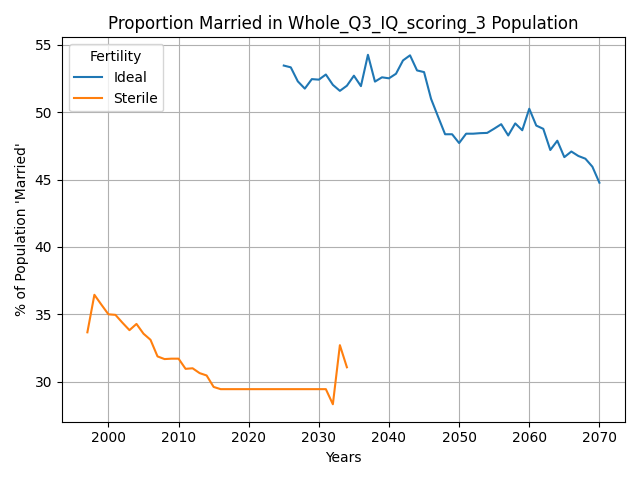 Proportion Married in Whole_Q3_IQ_scoring_3 Population
Fertility
Ideal
Sterile
% of Population 'Married'
55
50
45
40
35
30
2000
2010
2020
2030
2040
2050
2060
2070
Years